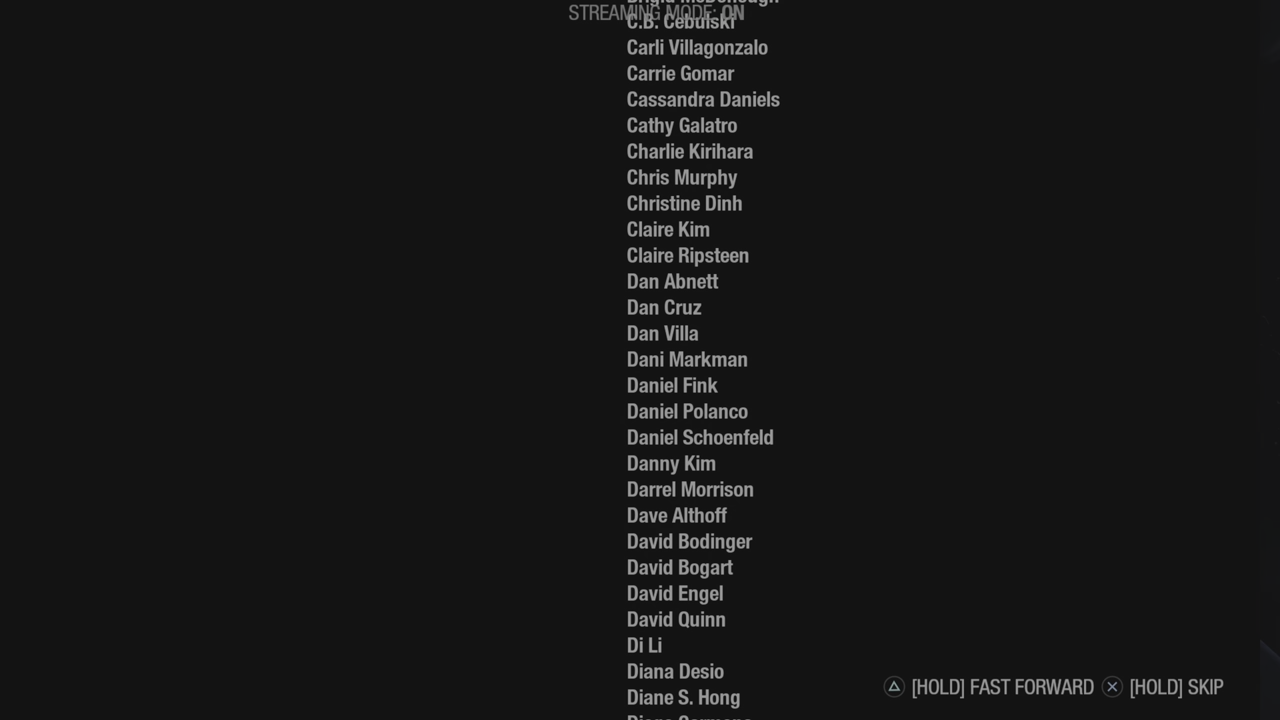 STREAMING MODE: ON
C.B. Cebulski
Carli Villagonzalo
Carrie Gomar
Cassandra Daniels
Cathy Galatro
Charlie Kirihara
Chris Murphy
Christine Dinh
Claire Kim
Claire Ripsteen
Dan Abnett
Dan Cruz
Dan Villa
Dani Markman
Daniel Fink
Daniel Polanco
Daniel Schoenfeld
Danny Kim
Darrel Morrison
Dave Althoff
David Bodinger
David Bogart
David Engel
David Quinn
Di Li
Diana Desio
Diane S. Hong
[HOLD] FAST FORWARD [HOLD] SKIP